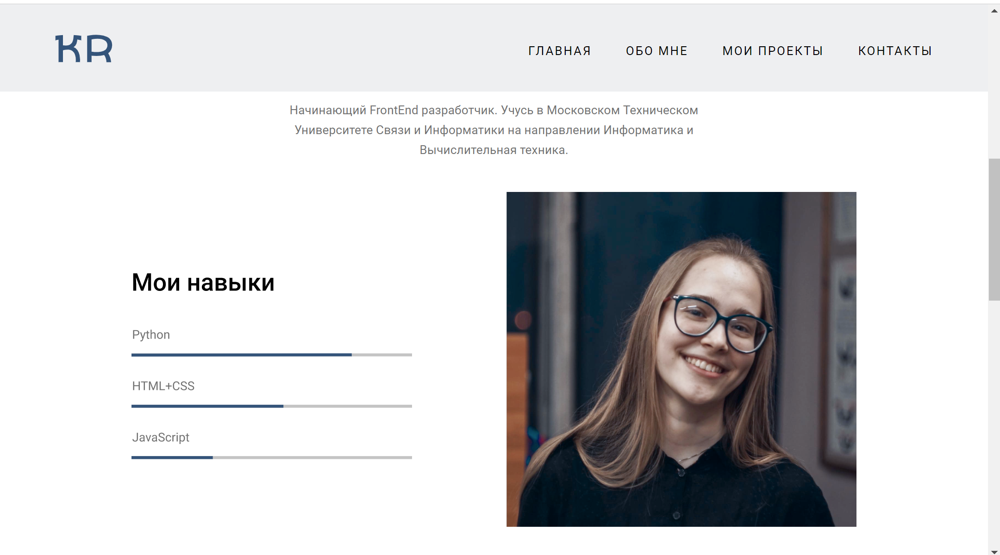 KR
ГЛАВНАЯ ОБО МНЕ МОИ ПРОЕКТЫ КОНТАКТЫ
Начинающий FrontEnd разработчик. Учусь в Московском Техническом
Университете Связи и Информатики на направлении Информатика и
Вычислительная техника.
Мои навыки
Python
HTML+CSS
JavaScript